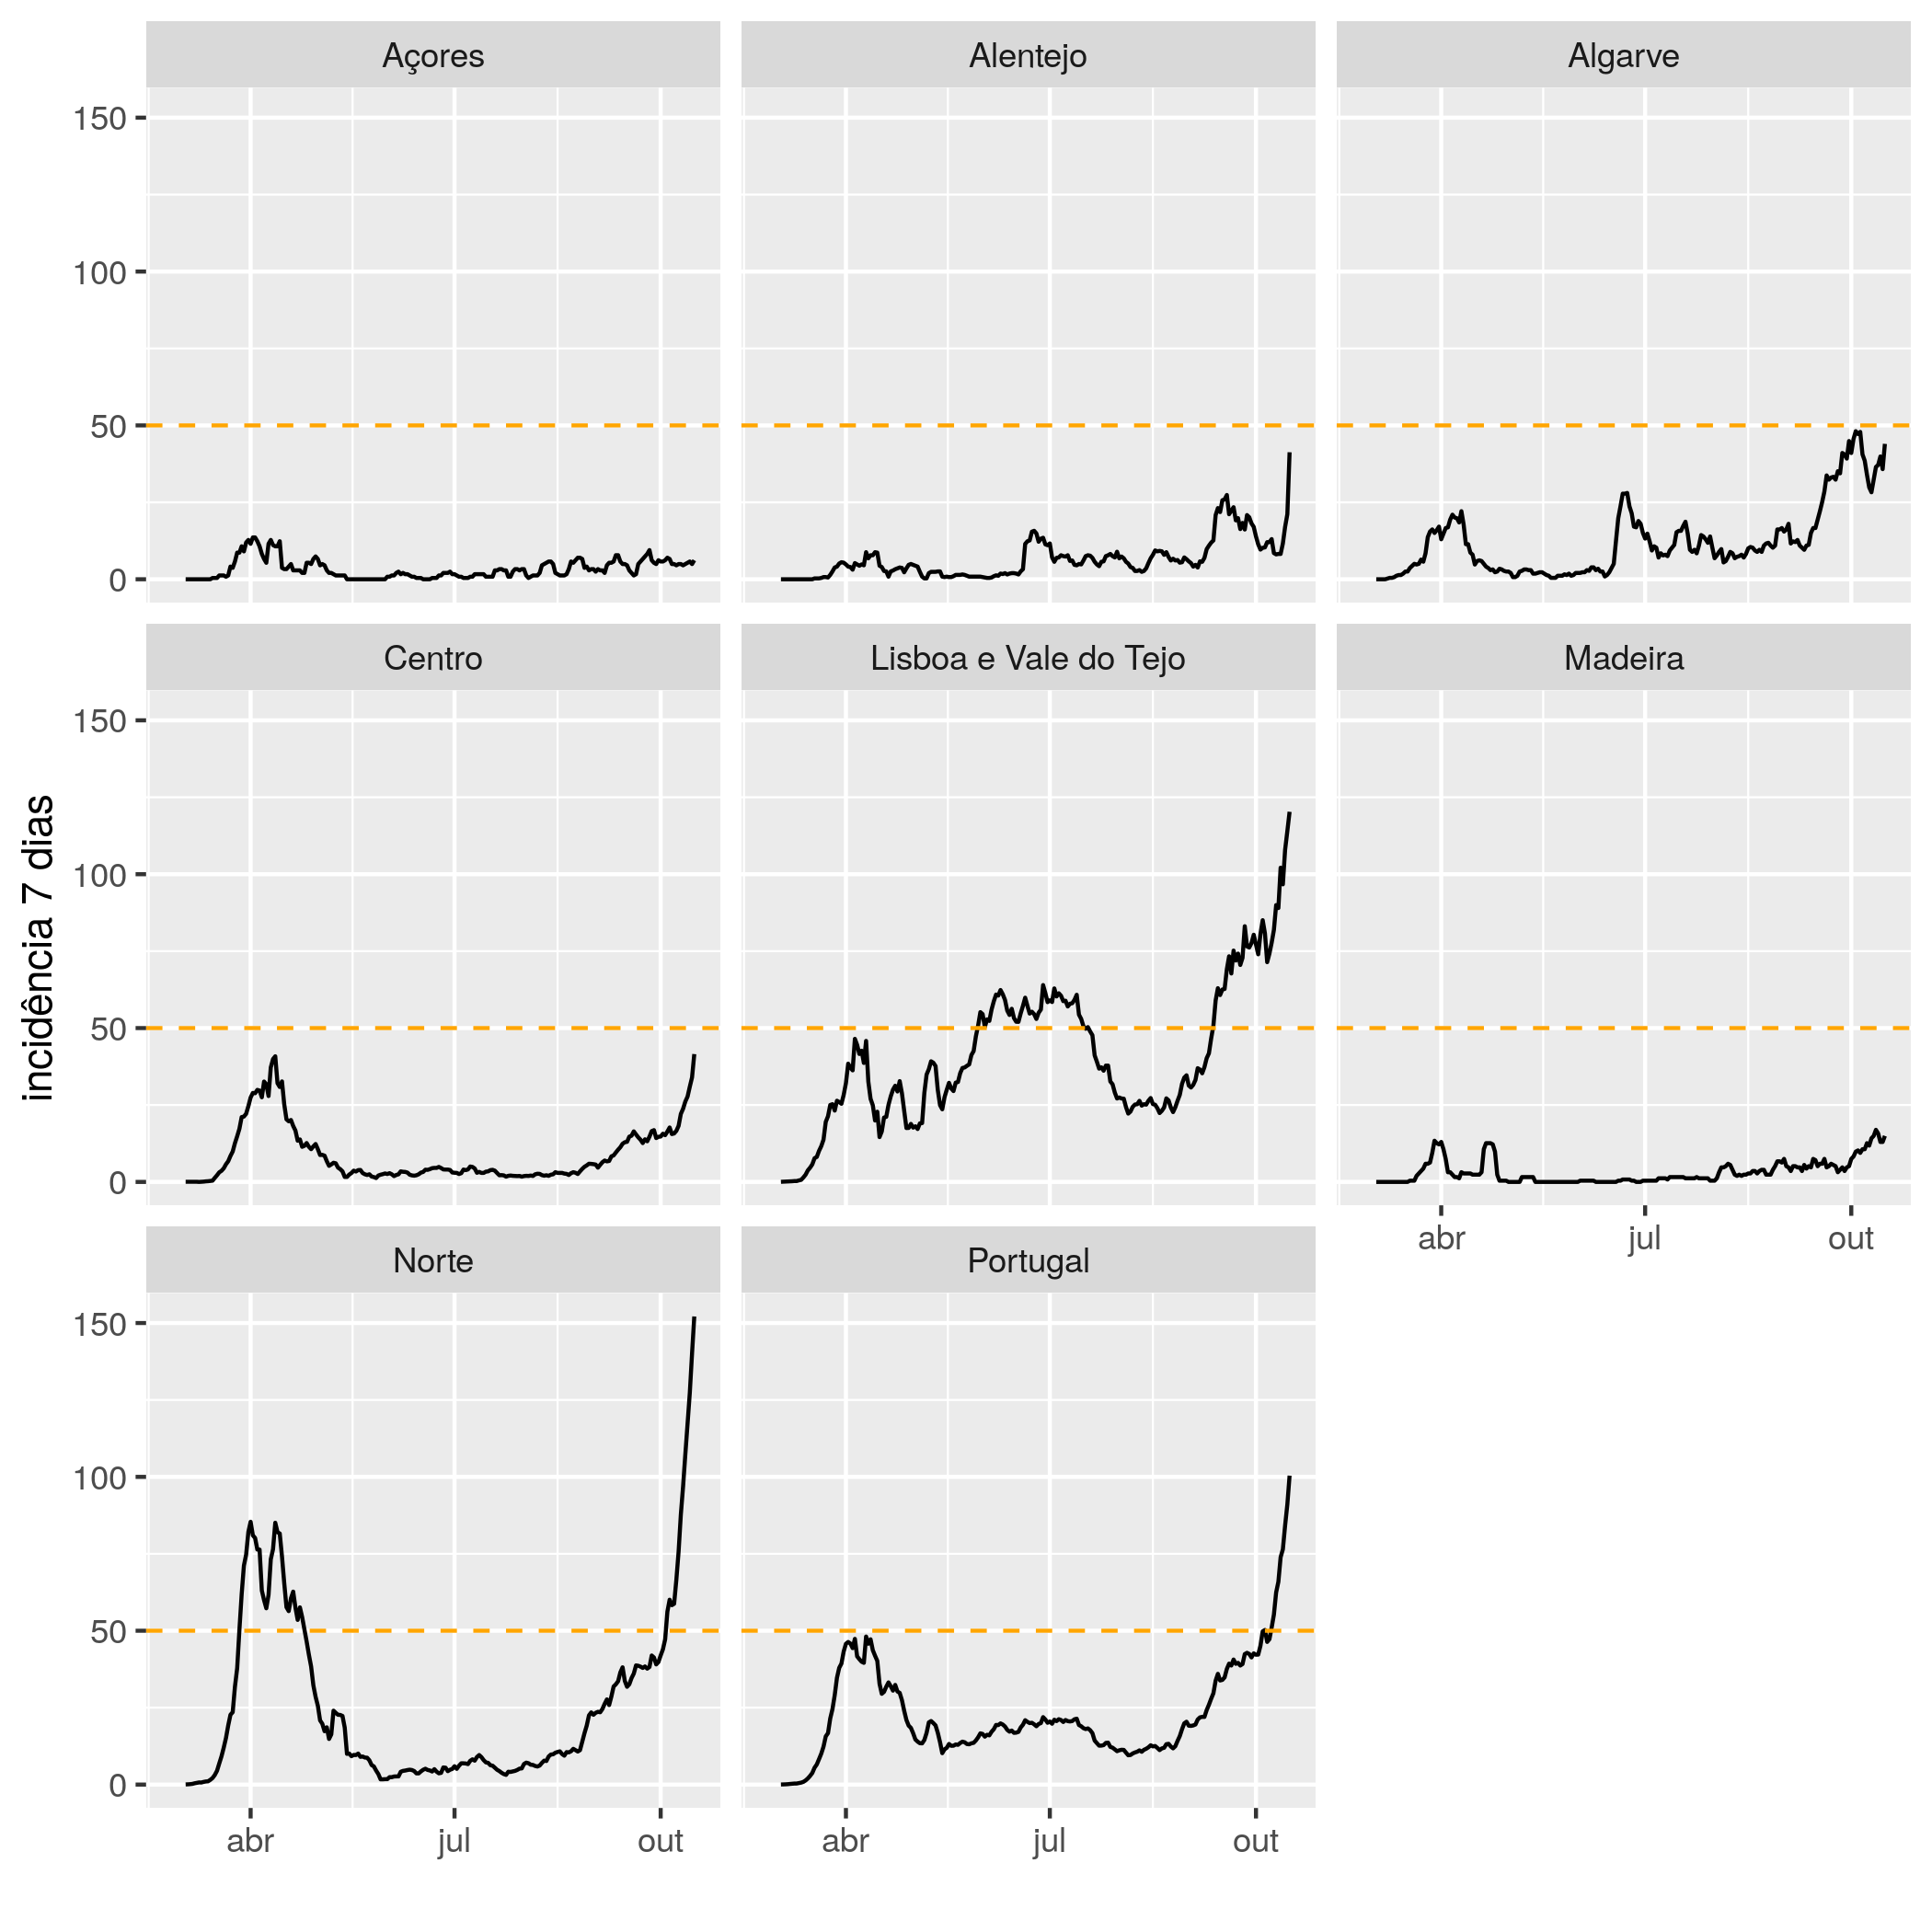 Açores
Alentejo
Algarve
150
100
50
0
Centro
Lisboa e Vale do Tejo
Madeira
150
100
50
0
incidência 7 dias
abr jul out
Norte
Portugal
150
100
50
0
abr jul out
abr jul out